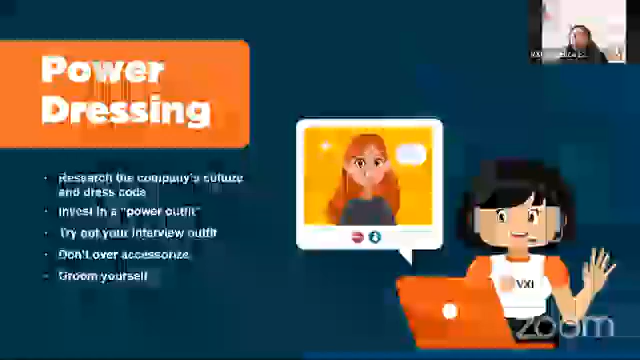 Power
Dressing
· Research the company's culture
and dress code
· Invest in a "power outfit"
· Try out your interview outfit
· Don't over accessorize
· Groom yourself
VXI
zoom